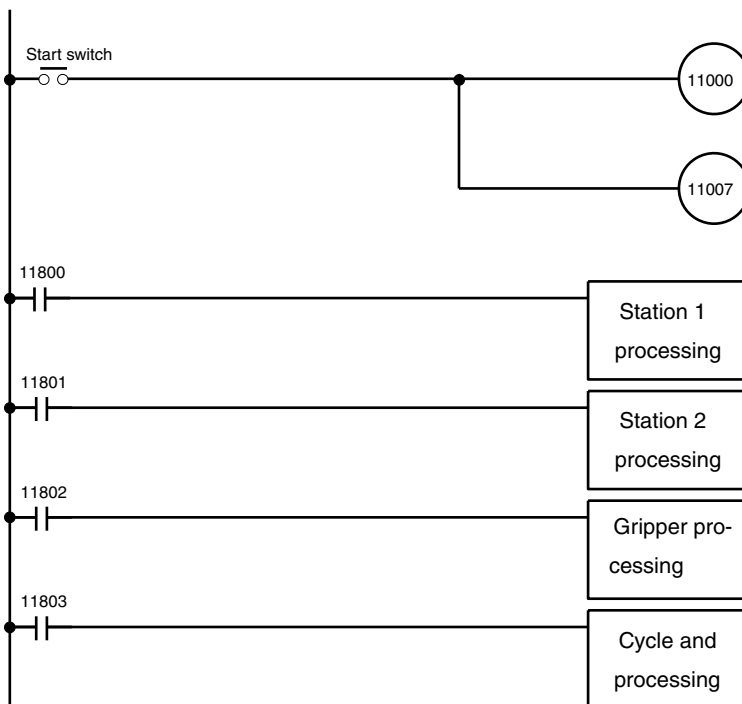 Start switch
11000
11007
11800
Station 1
processing
11801
Station 2
processing
11802
Gripper pro-
cessing
11803
Cycle and
processing